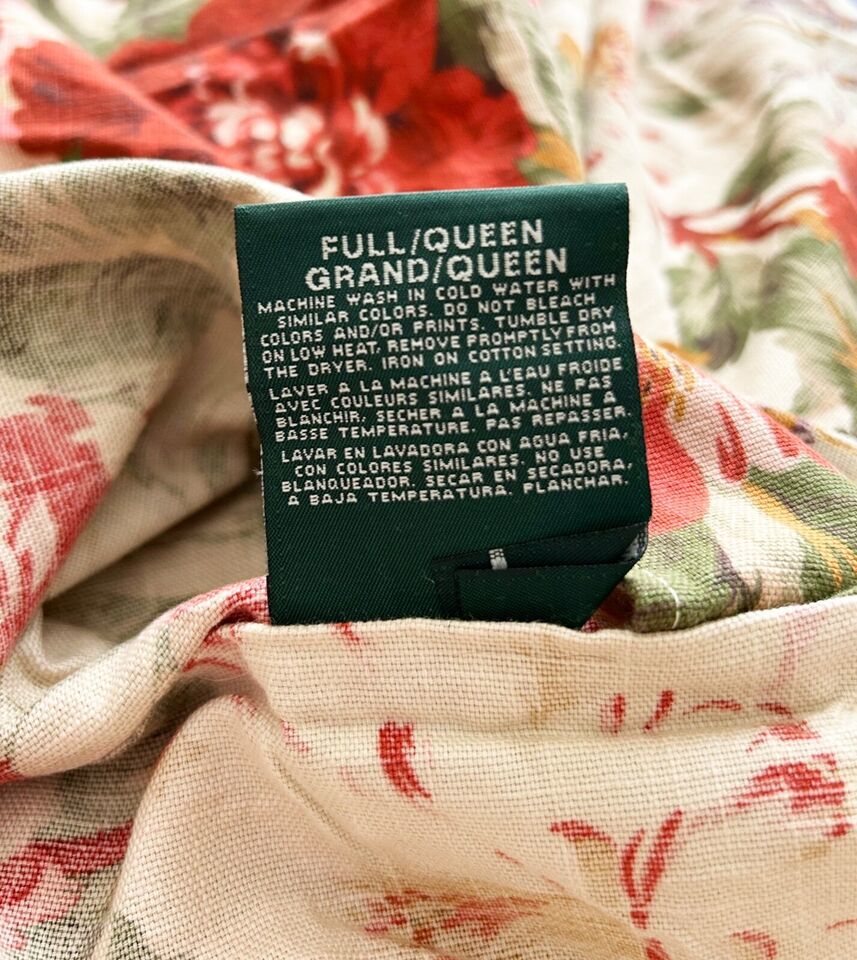 FULL/QUEEN
GRAND/QUEEN
MACHINE WASH IN COLD WATER WITH
SIMILAR COLORS. DO NOT BLEACH
COLORS AND/OR PRINTS. TUMBLE DRY
ON LOW HEAT, REMOVE PROMPTLY FROM
THE DRYER. IRON ON COTTON SETTING.
LAVER A LA MACHINE A L'EAU FROIDE
AVEC COULEURS SIMILARES. NE PAS
BLANCHIR, SECHER A LA MACHINE A
BASSE TEMPERATURE. PAS REPASSER.
LAVAR EN LAVADORA CON AGUA FRIA,
CON COLORES SIMILARES. NO USE
BLANQUEADOR. SECAR EN SECADORA,
A BAJA TEMPERATURA. PLANCHAR.